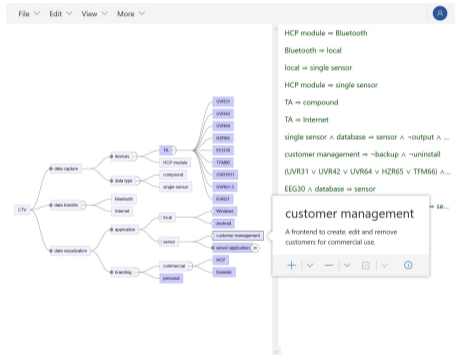 File Edit View More
HCP module ⇒ Bluetooth
Bluetooth ⇒ local
local ⇒ single sensor
HCP module ⇒ single sensor
TA ⇒ compound
TA ⇒ Internet
single sensor ∧ database ⇒ sensor ∧ ¬output ∧ ...
customer management ⇒ ¬backup ∧ ¬uninstall
(UVR31 ∨ UVR42 ∨ UVR64 ∨ HZR65 ∨ TFM66) ∧...
EEG30 ∧ database ⇒ sensor
⇒ se...
customer management
A frontend to create, edit and remove
customers for commercial use.
CTV
data capture
devices
TA
UVR31
UVR42
UVR64
HZR65
EEG30
TFM66
HCP module
data type
compound
UVR1611
single sensor
UVR61-3
ESR21
data transfer
Bluetooth
Internet
data visualization
application
local
Windows
Android
server
customer management
server application
branding
commercial
HCP
personal